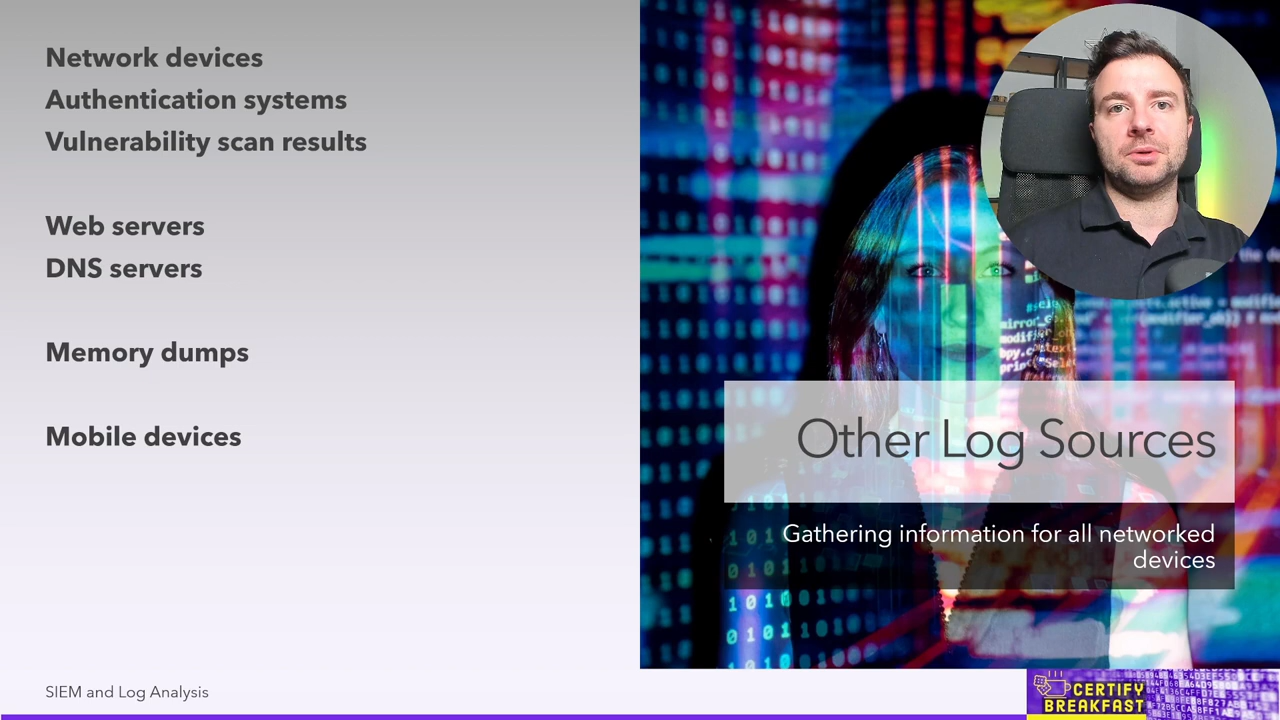 Network devices
Authentication systems
Vulnerability scan results
Web servers
DNS servers
Memory dumps
Mobile devices
Other Log Sources
Gathering information for all networked
devices
SIEM and Log Analysis
CERTIFY
BREAKFAST